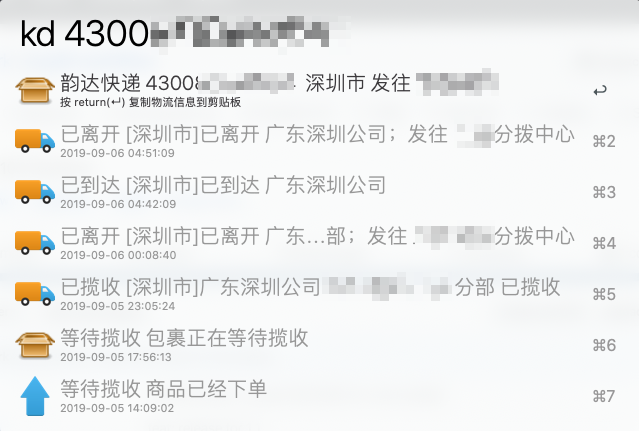 kd 4300
韵达快递 4300 深圳市 发往
按 return(↩) 复制物流信息到剪贴板
↩
已离开 [深圳市]已离开 广东深圳公司；发往 分拨中心
⌘2
2019-09-06 04:51:09
已到达 [深圳市]已到达 广东深圳公司
⌘3
2019-09-06 04:42:09
已离开 [深圳市]已离开 广东...部；发往 分拨中心
⌘4
2019-09-06 00:08:40
已揽收 [深圳市]广东深圳公司 分部 已揽收
⌘5
2019-09-05 23:05:24
等待揽收 包裹正在等待揽收
⌘6
2019-09-05 17:56:13
等待揽收 商品已经下单
⌘7
2019-09-05 14:09:02